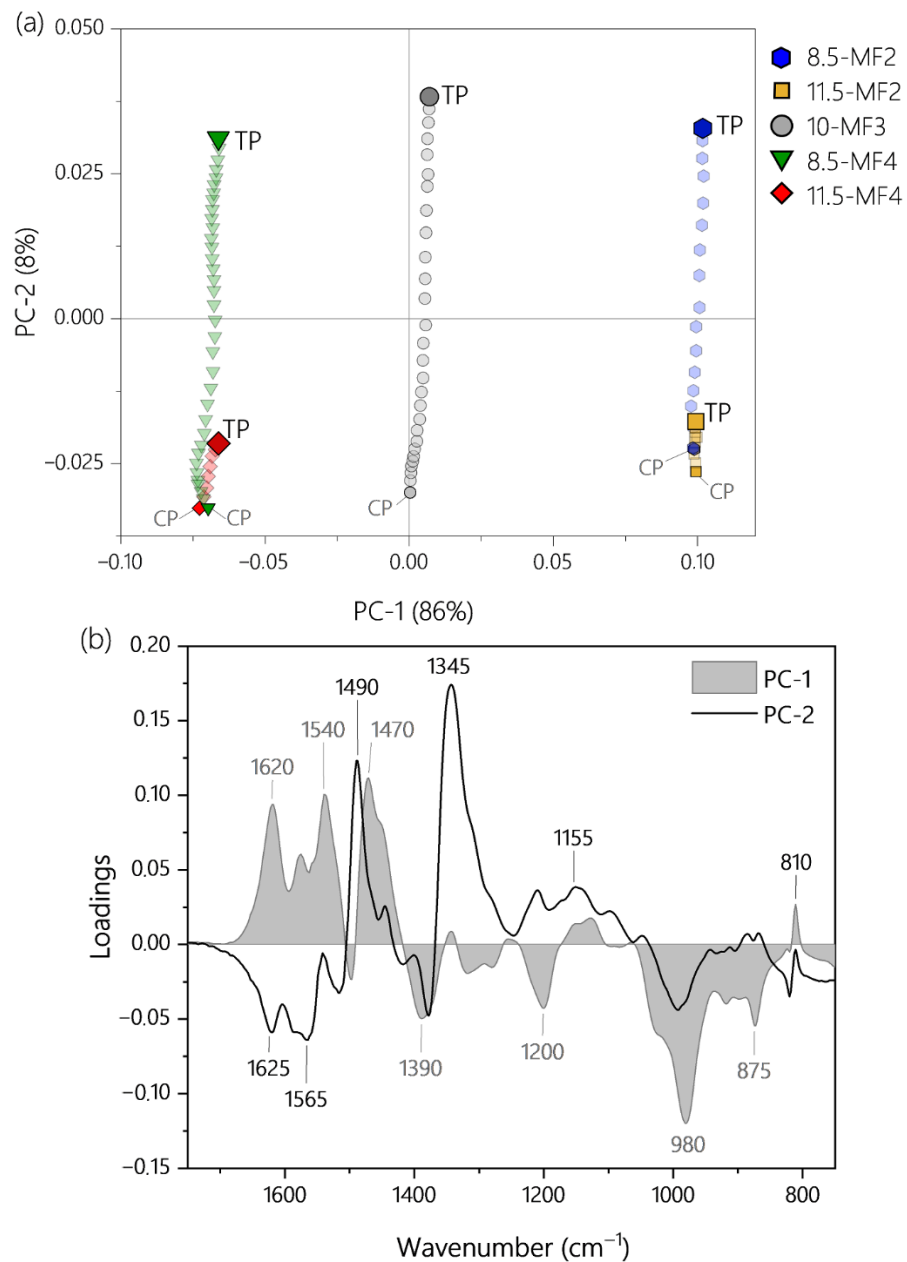 (a)
0.050
0.025
0.000
−0.025
PC-2 (8%)
TP
TP
TP
TP
TP
CP
CP
CP
CP
CP
8.5-MF2
11.5-MF2
10-MF3
8.5-MF4
11.5-MF4
−0.10
−0.05
0.00
0.05
0.10
PC-1 (86%)
(b)
0.20
0.15
0.10
0.05
0.00
−0.05
−0.10
−0.15
Loadings
1345
1490
1540
1470
1620
1155
810
1625
1565
1390
1200
980
875
PC-1
PC-2
1600
1400
1200
1000
800
Wavenumber (cm⁻¹)